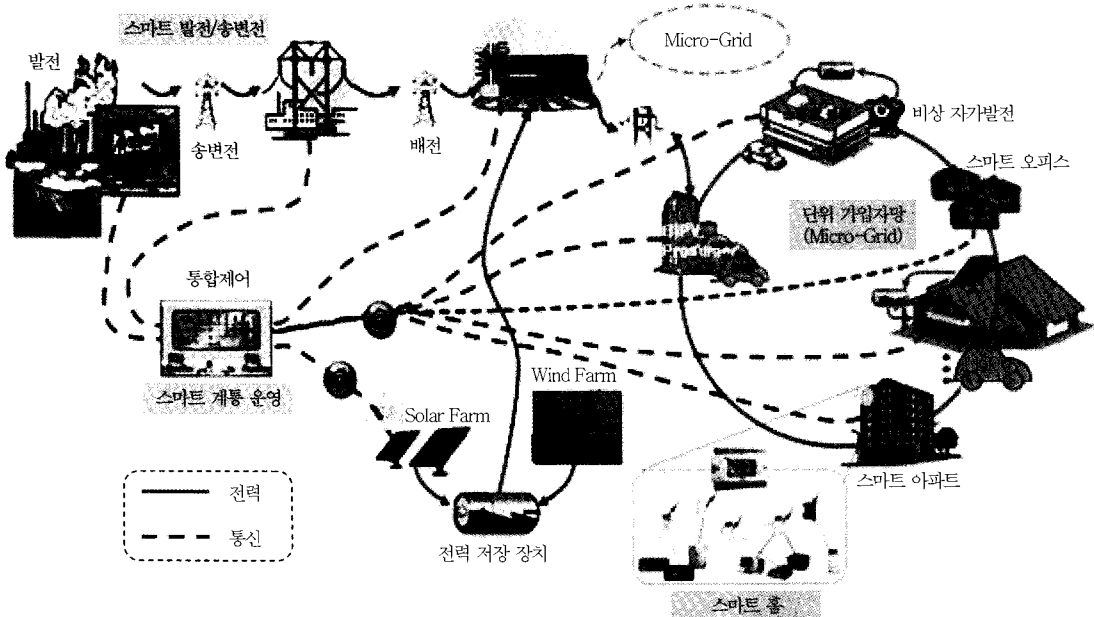 스마트 발전/송변전
Micro-Grid
발전
송변전
배전
비상 자가발전
스마트 오피스
단위 가입자망
(Micro-Grid)
통합제어
스마트 계통 운영
Wind Farm
Solar Farm
전력
통신
전력 저장 장치
스마트 아파트
스마트 홈